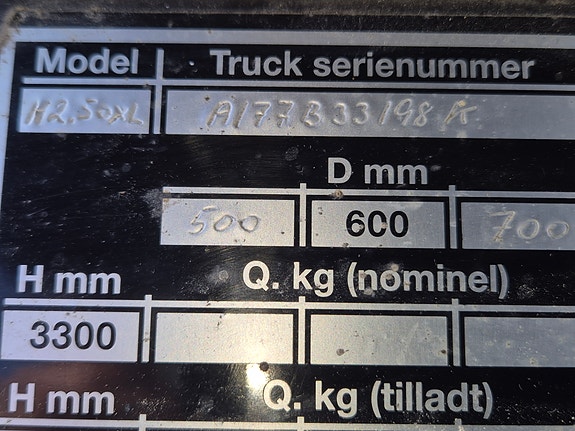 Model Truck serienummer
H2,50XL A177B33198K
D mm
500 600 700
H mm Q. kg (nominel)
3300
H mm Q. kg (tilladt)